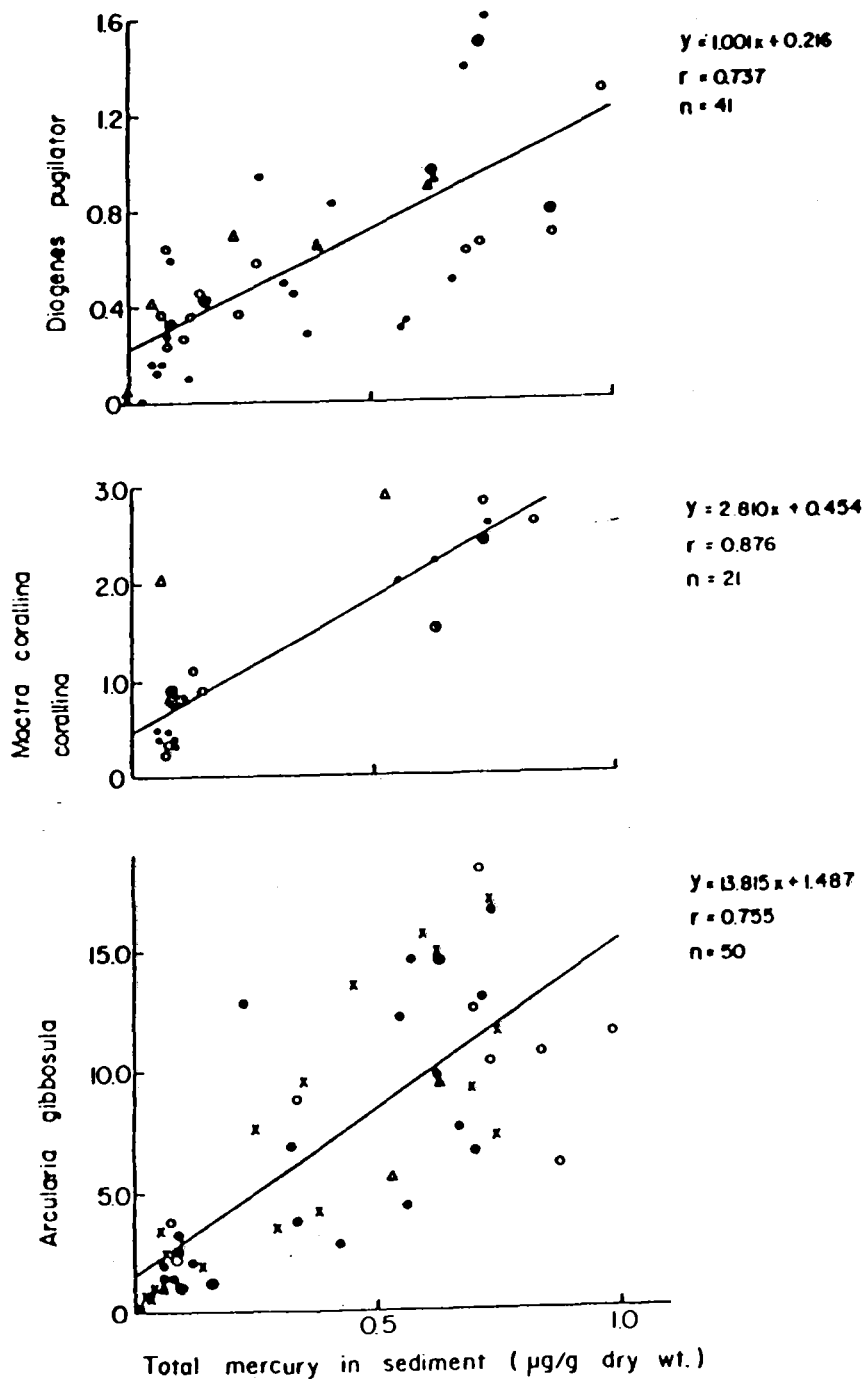 1.6
1.2
0.8
0.4
0
Diogenes pugilator
y = 1.001x + 0.216
r = 0.737
n = 41
3.0
2.0
1.0
0
Mactra corallina
corallina
y = 2.810x + 0.454
r = 0.876
n = 21
15.0
10.0
5.0
0
Arcularia gibbosula
y = 13.815x + 1.487
r = 0.755
n = 50
0.5
1.0
Total mercury in sediment (µg/g dry wt.)